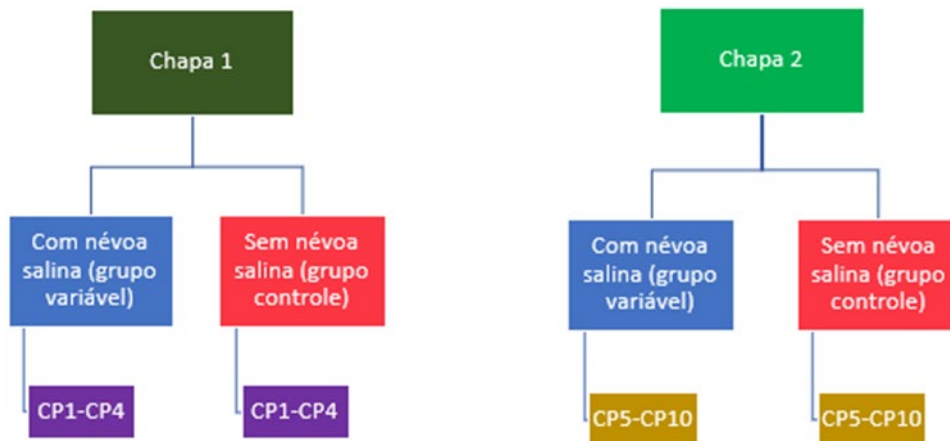 Chapa 1
Chapa 2
Com névoa
salina (grupo
variável)
Sem névoa
salina (grupo
controle)
Com névoa
salina (grupo
variável)
Sem névoa
salina (grupo
controle)
CP1-CP4
CP1-CP4
CP5-CP10
CP5-CP10